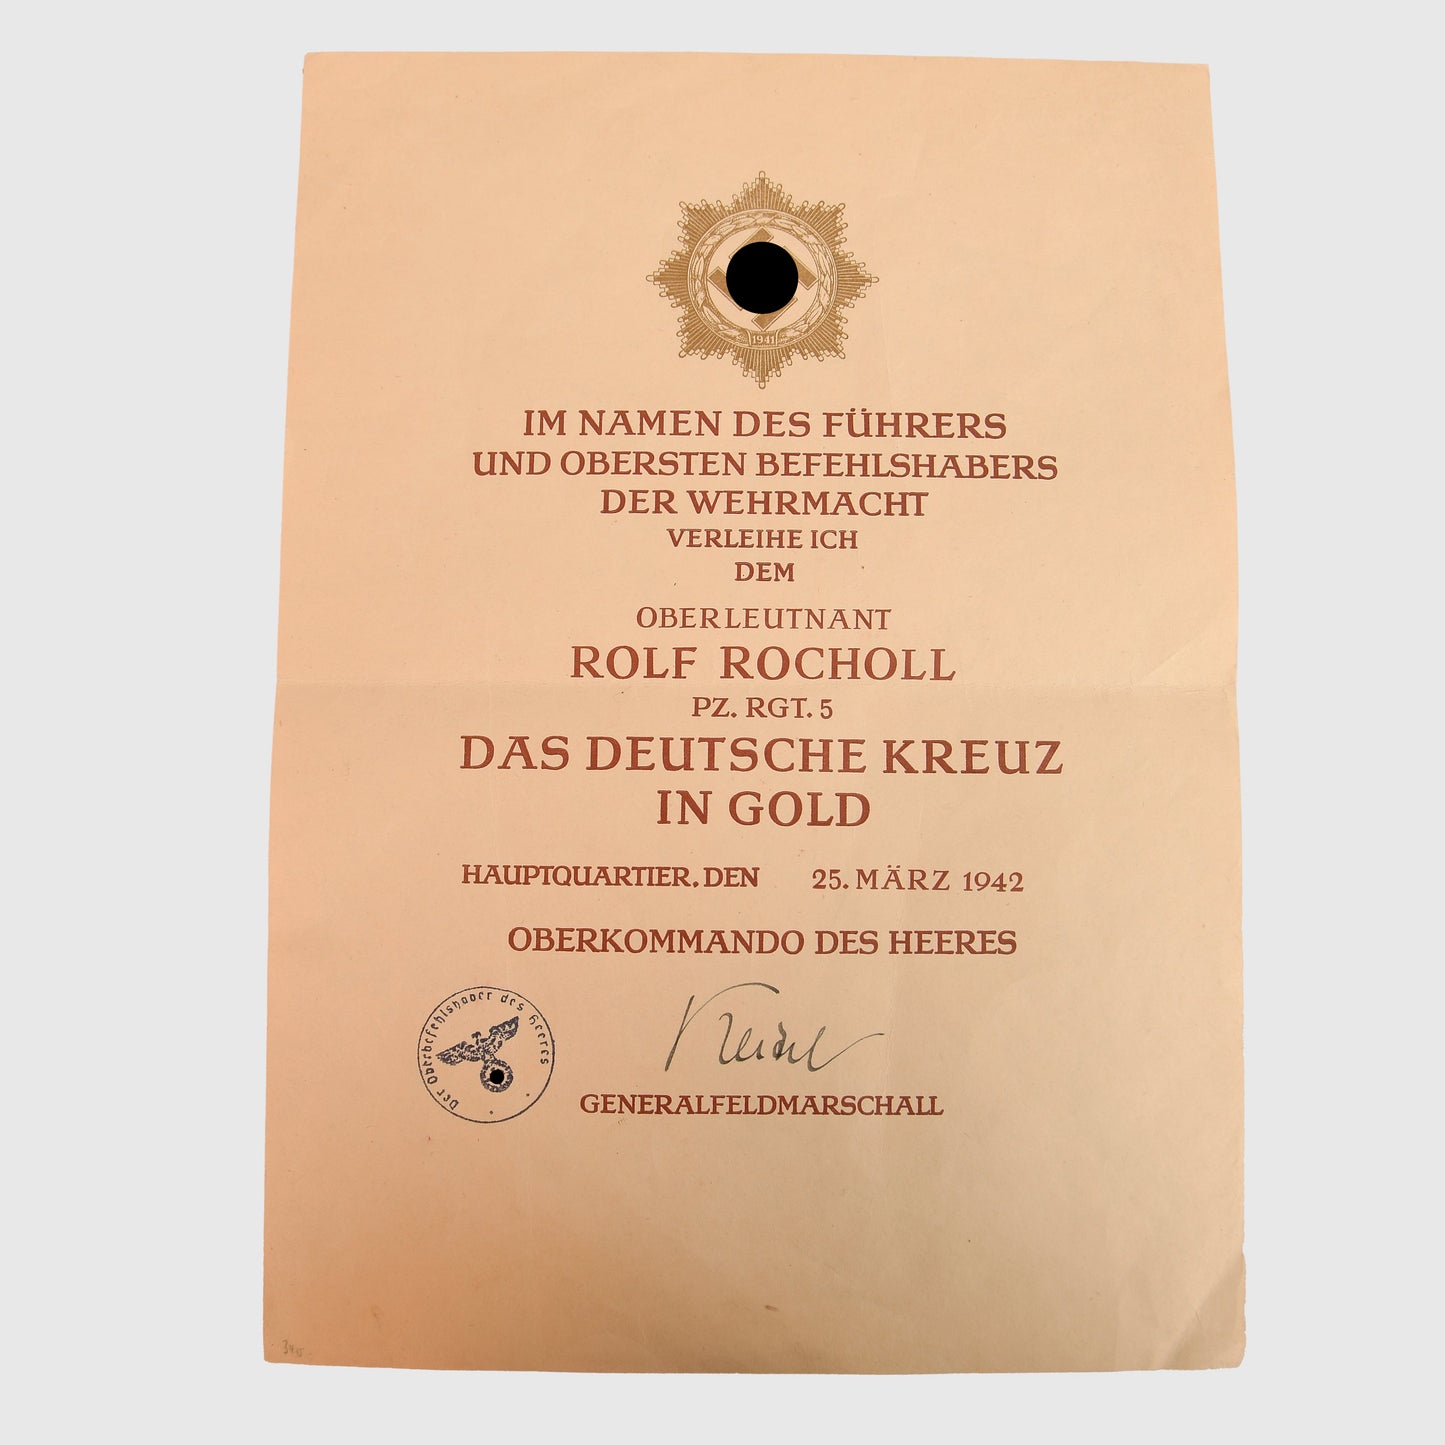 1941
IM NAMEN DES FÜHRERS
UND OBERSTEN BEFEHLSHABERS
DER WEHRMACHT
VERLEIHE ICH
DEM
OBERLEUTNANT
ROLF ROCHOLL
PZ. RGT. 5
DAS DEUTSCHE KREUZ
IN GOLD
HAUPTQUARTIER, DEN 25. MÄRZ 1942
OBERKOMMANDO DES HEERES
Der Oberbefehlshaber des Heeres
Keitel
GENERALFELDMARSCHALL